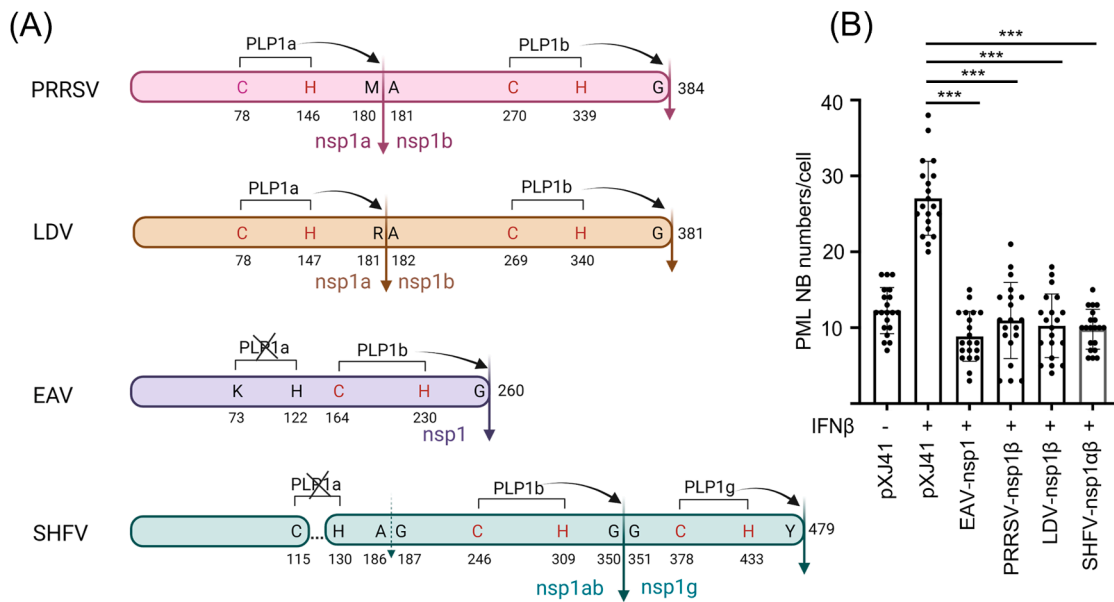 (A)
PLP1a PLP1b
PRRSV C H M A C H G 384
78 146 180 181 270 339
nsp1a nsp1b
PLP1a PLP1b
LDV C H R A C H G 381
78 147 181 182 269 340
nsp1a nsp1b
PLP1a PLP1b
EAV K H C H G 260
73 122 164 230
nsp1
PLP1a PLP1b PLP1g
SHFV C ... H A G C H G G C H Y 479
115 130 186 187 246 309 350 351 378 433
nsp1ab nsp1g
(B)
***
***
***
***
PML NB numbers/cell
40
30
20
10
IFNβ - + + + + +
pXJ41
pXJ41
EAV-nsp1
PRRSV-nsp1β
LDV-nsp1β
SHFV-nsp1αβ